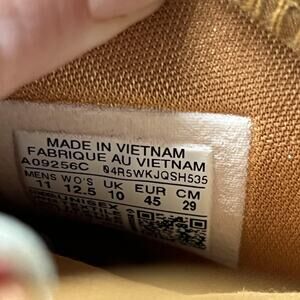 MADE IN VIETNAM
FABRIQUE AU VIETNAM
A09256C 04R5WKJQSH535
MENS WO'S UK EUR CM
11 12.5 10 45 29
UNISEX
TEXTILE